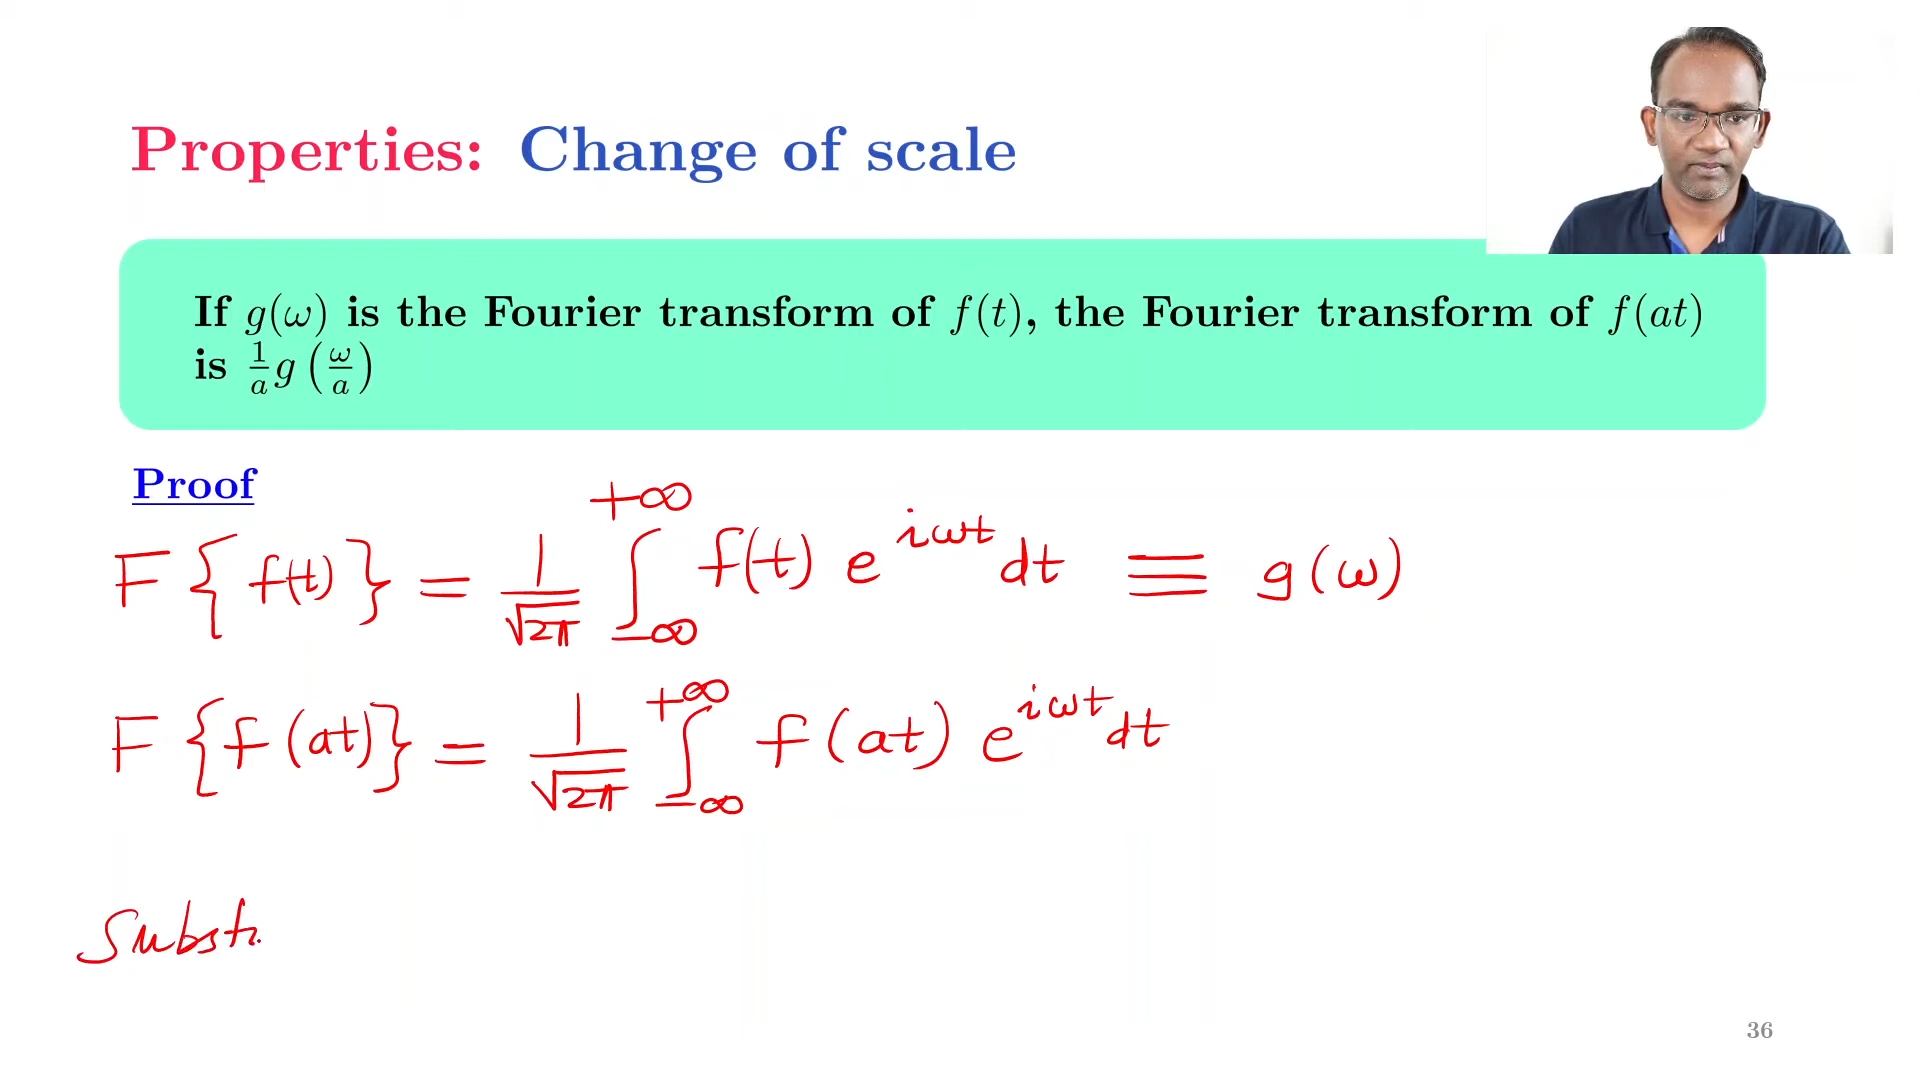 Properties: Change of scale
If g(ω) is the Fourier transform of f(t), the Fourier transform of f(at)
is 1/a g(ω/a)
Proof
F{f(t)} = 1/√2π ∫_{-∞}^{+∞} f(t) e^{iωt} dt ≡ g(ω)
F{f(at)} = 1/√2π ∫_{-∞}^{+∞} f(at) e^{iωt} dt
Substi
36